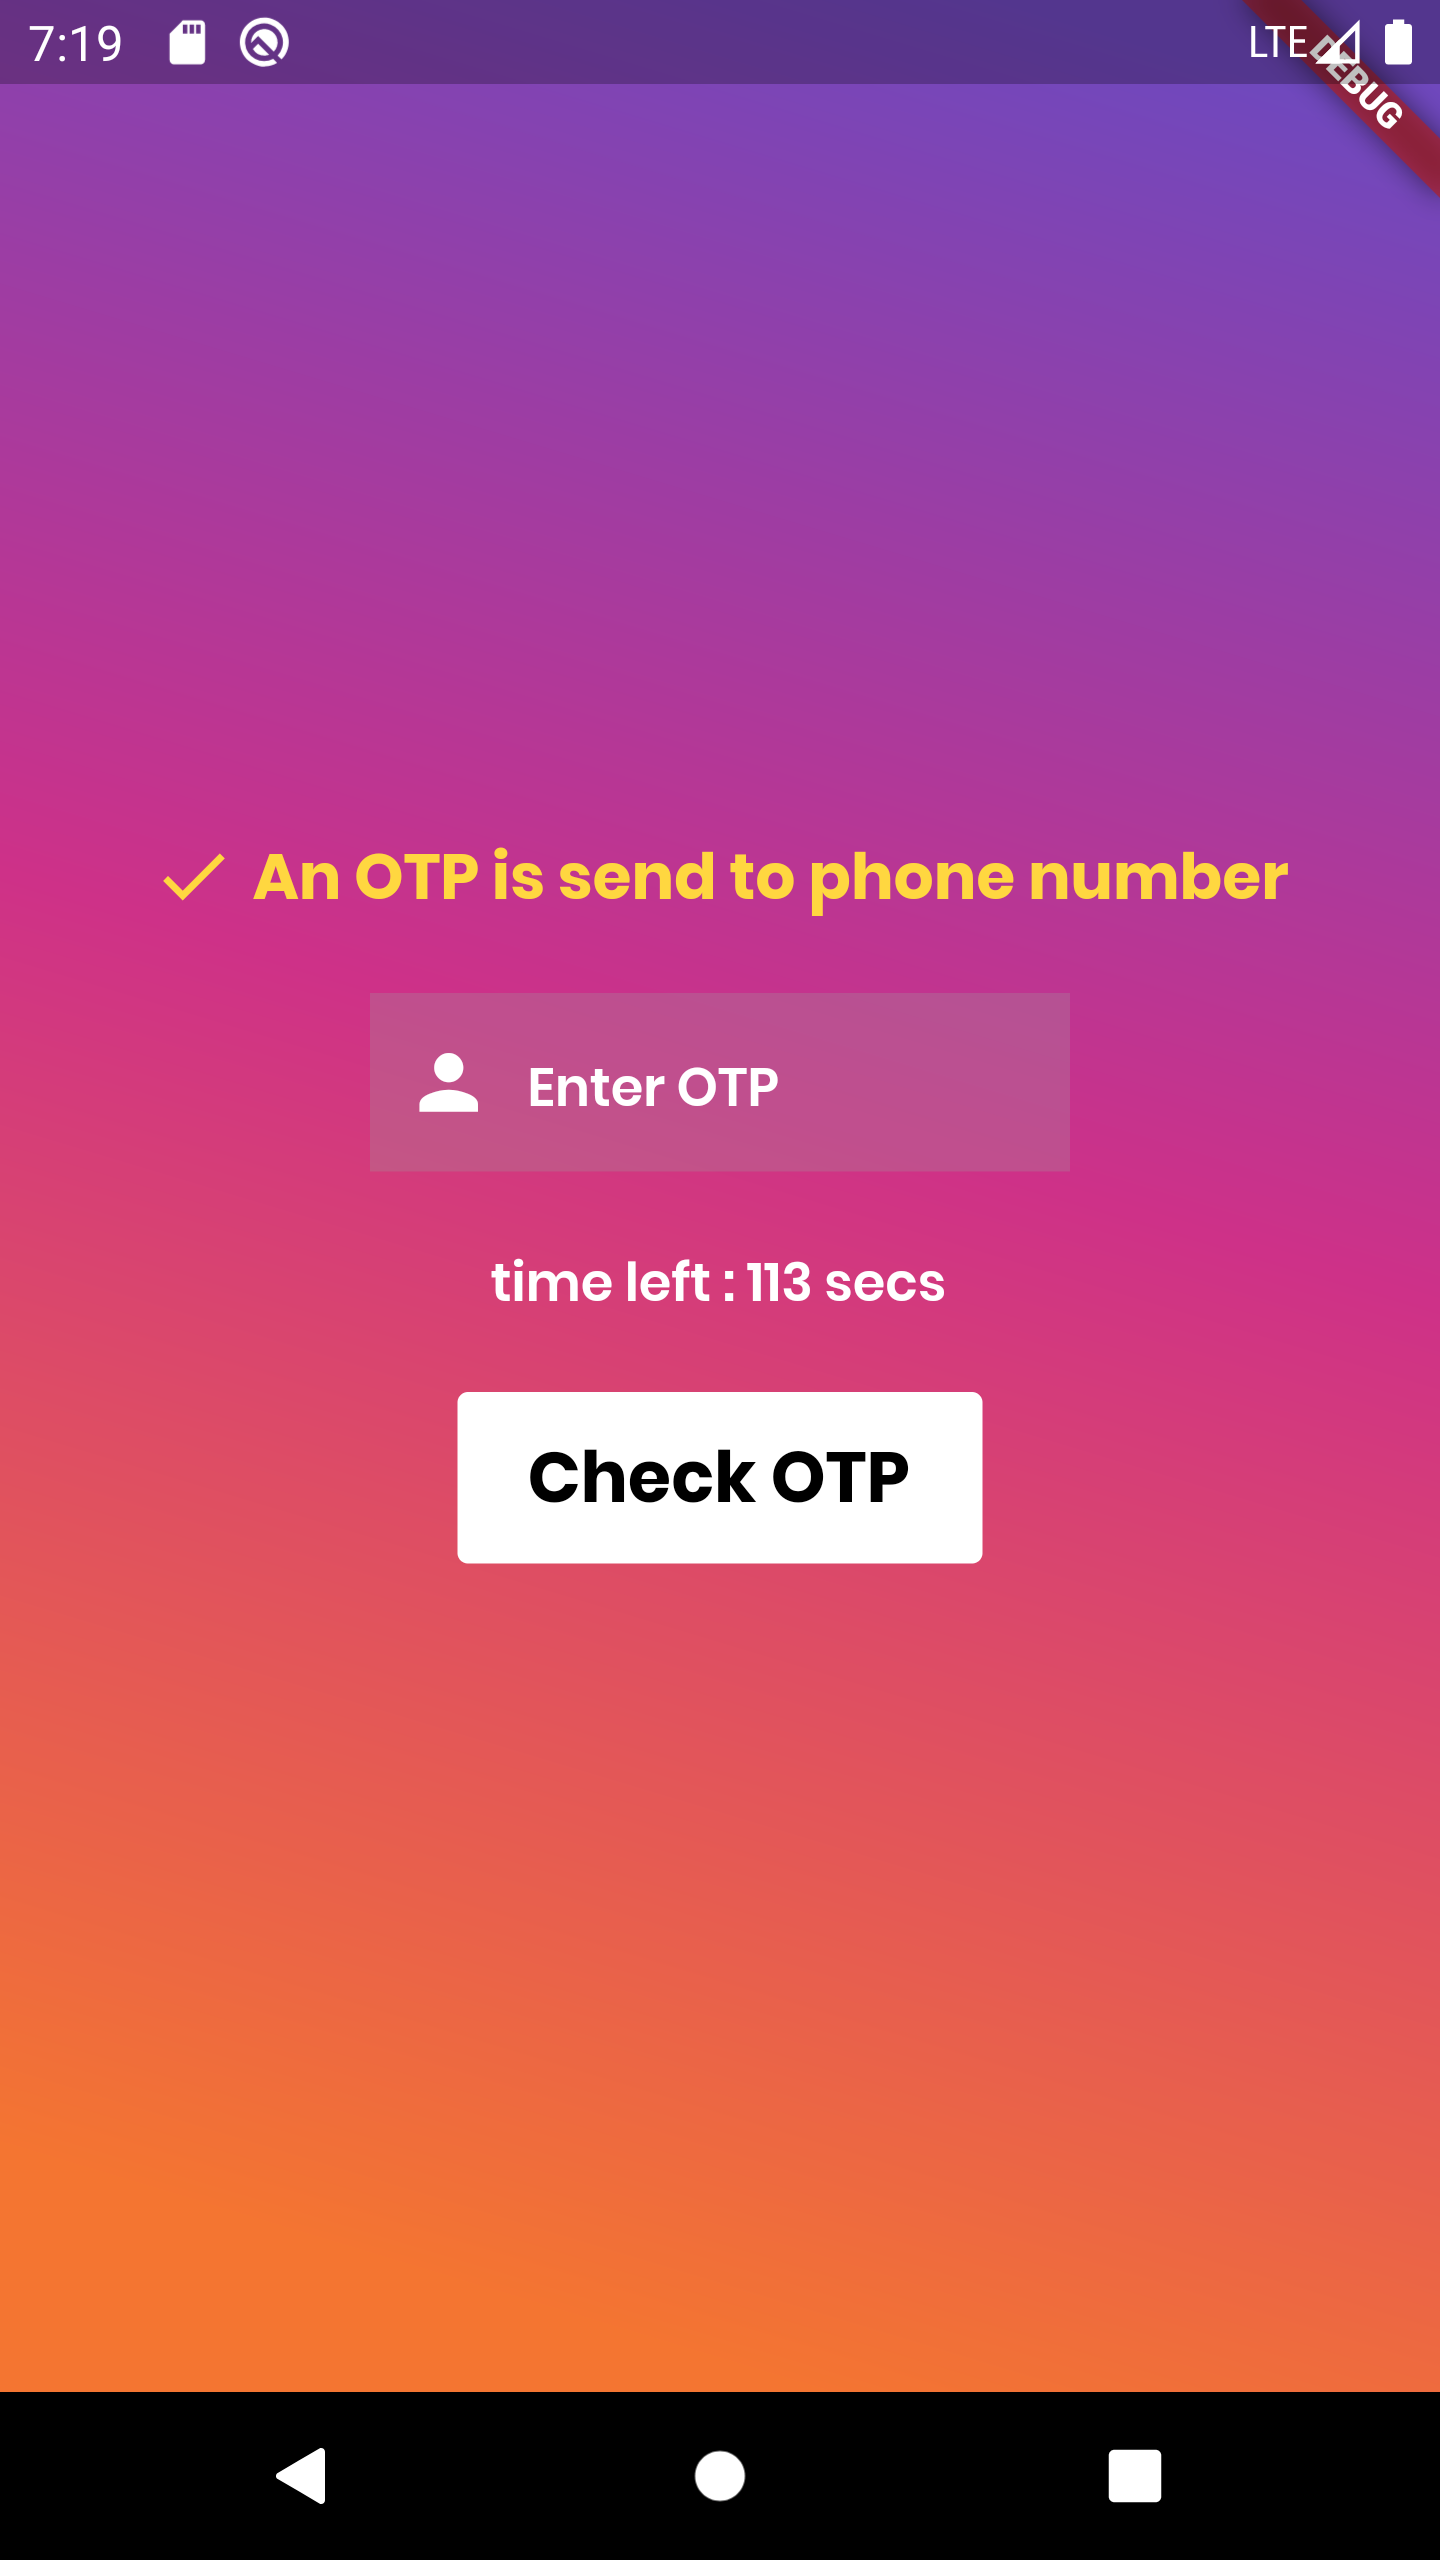 7:19
LTE
DEBUG
An OTP is send to phone number
Enter OTP
time left : 113 secs
Check OTP